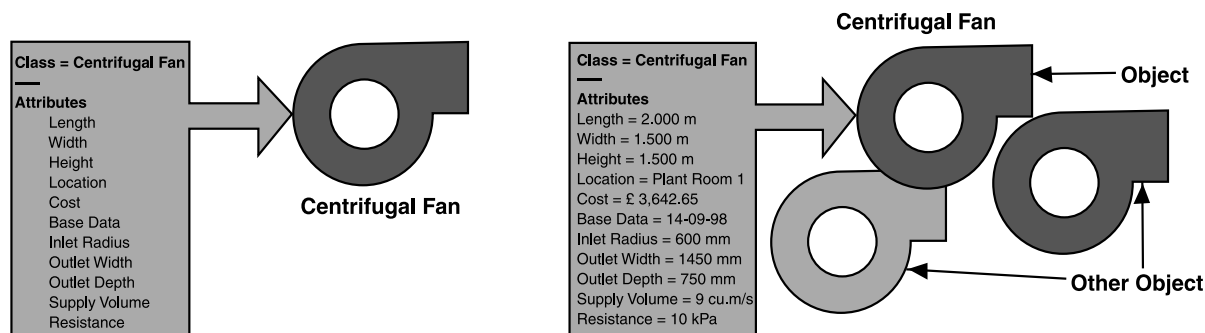 Class = Centrifugal Fan
Attributes
Length
Width
Height
Location
Cost
Base Data
Inlet Radius
Outlet Width
Outlet Depth
Supply Volume
Resistance
Centrifugal Fan
Centrifugal Fan
Class = Centrifugal Fan
Attributes
Length = 2.000 m
Width = 1.500 m
Height = 1.500 m
Location = Plant Room 1
Cost = £ 3,642.65
Base Data = 14-09-98
Inlet Radius = 600 mm
Outlet Width = 1450 mm
Outlet Depth = 750 mm
Supply Volume = 9 cu.m/s
Resistance = 10 kPa
Object
Other Object